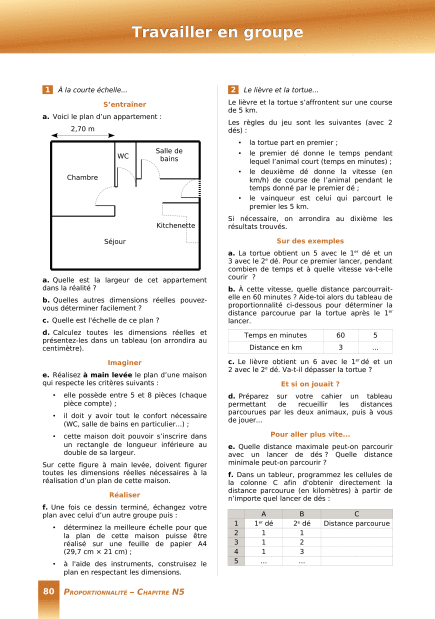 Travailler en groupe
1 À la courte échelle...
S'entraîner
a. Voici le plan d'un appartement :
2,70 m
WC
Salle de
bains
Chambre
Kitchenette
Séjour
a. Quelle est la largeur de cet appartement
dans la réalité ?
b. Quelles autres dimensions réelles pouvez-
vous déterminer facilement ?
c. Quelle est l'échelle de ce plan ?
d. Calculez toutes les dimensions réelles et
présentez-les dans un tableau (on arrondira au
centimètre).
Imaginer
e. Réalisez à main levée le plan d'une maison
qui respecte les critères suivants :
• elle possède entre 5 et 8 pièces (chaque
pièce compte) ;
• il doit y avoir tout le confort nécessaire
(WC, salle de bains en particulier...) ;
• cette maison doit pouvoir s'inscrire dans
un rectangle de longueur inférieure au
double de sa largeur.
Sur cette figure à main levée, doivent figurer
toutes les dimensions réelles nécessaires à la
réalisation d'un plan de cette maison.
Réaliser
f. Une fois ce dessin terminé, échangez votre
plan avec celui d'un autre groupe puis :
• déterminez la meilleure échelle pour que
la plan de cette maison puisse être
réalisé sur une feuille de papier A4
(29,7 cm × 21 cm) ;
• à l'aide des instruments, construisez le
plan en respectant les dimensions.
2 Le lièvre et la tortue...
Le lièvre et la tortue s'affrontent sur une course
de 5 km.
Les règles du jeu sont les suivantes (avec 2
dés) :
• la tortue part en premier ;
• le premier dé donne le temps pendant
lequel l'animal court (temps en minutes) ;
• le deuxième dé donne la vitesse (en
km/h) de course de l'animal pendant le
temps donné par le premier dé ;
• le vainqueur est celui qui parcourt le
premier les 5 km.
Si nécessaire, on arrondira au dixième les
résultats trouvés.
Sur des exemples
a. La tortue obtient un 5 avec le 1er dé et un
3 avec le 2e dé. Pour ce premier lancer, pendant
combien de temps et à quelle vitesse va-t-elle
courir ?
b. À cette vitesse, quelle distance parcourrait-
elle en 60 minutes ? Aide-toi alors du tableau de
proportionnalité ci-dessous pour déterminer la
distance parcourue par la tortue après le 1er
lancer.
Temps en minutes 60 5
Distance en km 3 ...
c. Le lièvre obtient un 6 avec le 1er dé et un
2 avec le 2e dé. Va-t-il dépasser la tortue ?
Et si on jouait ?
d. Préparez sur votre cahier un tableau
permettant de recueillir les distances
parcourues par les deux animaux, puis à vous
de jouer...
Pour aller plus vite...
e. Quelle distance maximale peut-on parcourir
avec un lancer de dés ? Quelle distance
minimale peut-on parcourir ?
f. Dans un tableur, programmez les cellules de
la colonne C afin d'obtenir directement la
distance parcourue (en kilomètres) à partir de
n'importe quel lancer de dés :
A B C
1 1er dé 2e dé Distance parcourue
2 1 1
3 1 2
4 1 3
5 ... ...
80 PROPORTIONNALITÉ – CHAPITRE N5